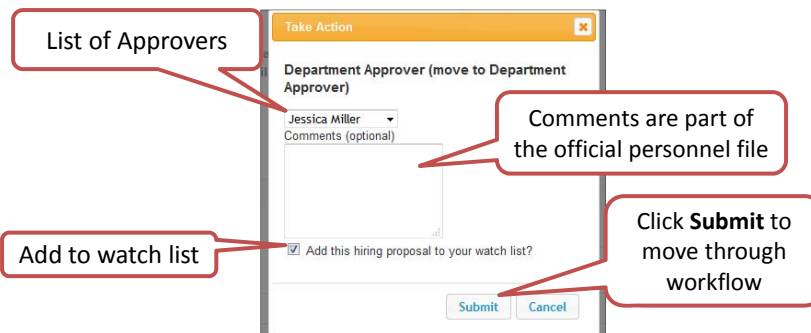 Take Action
List of Approvers
Department Approver (move to Department
Approver)
Jessica Miller
Comments (optional)
Comments are part of
the official personnel file
Add to watch list
Add this hiring proposal to your watch list?
Click Submit to
move through
workflow
Submit
Cancel